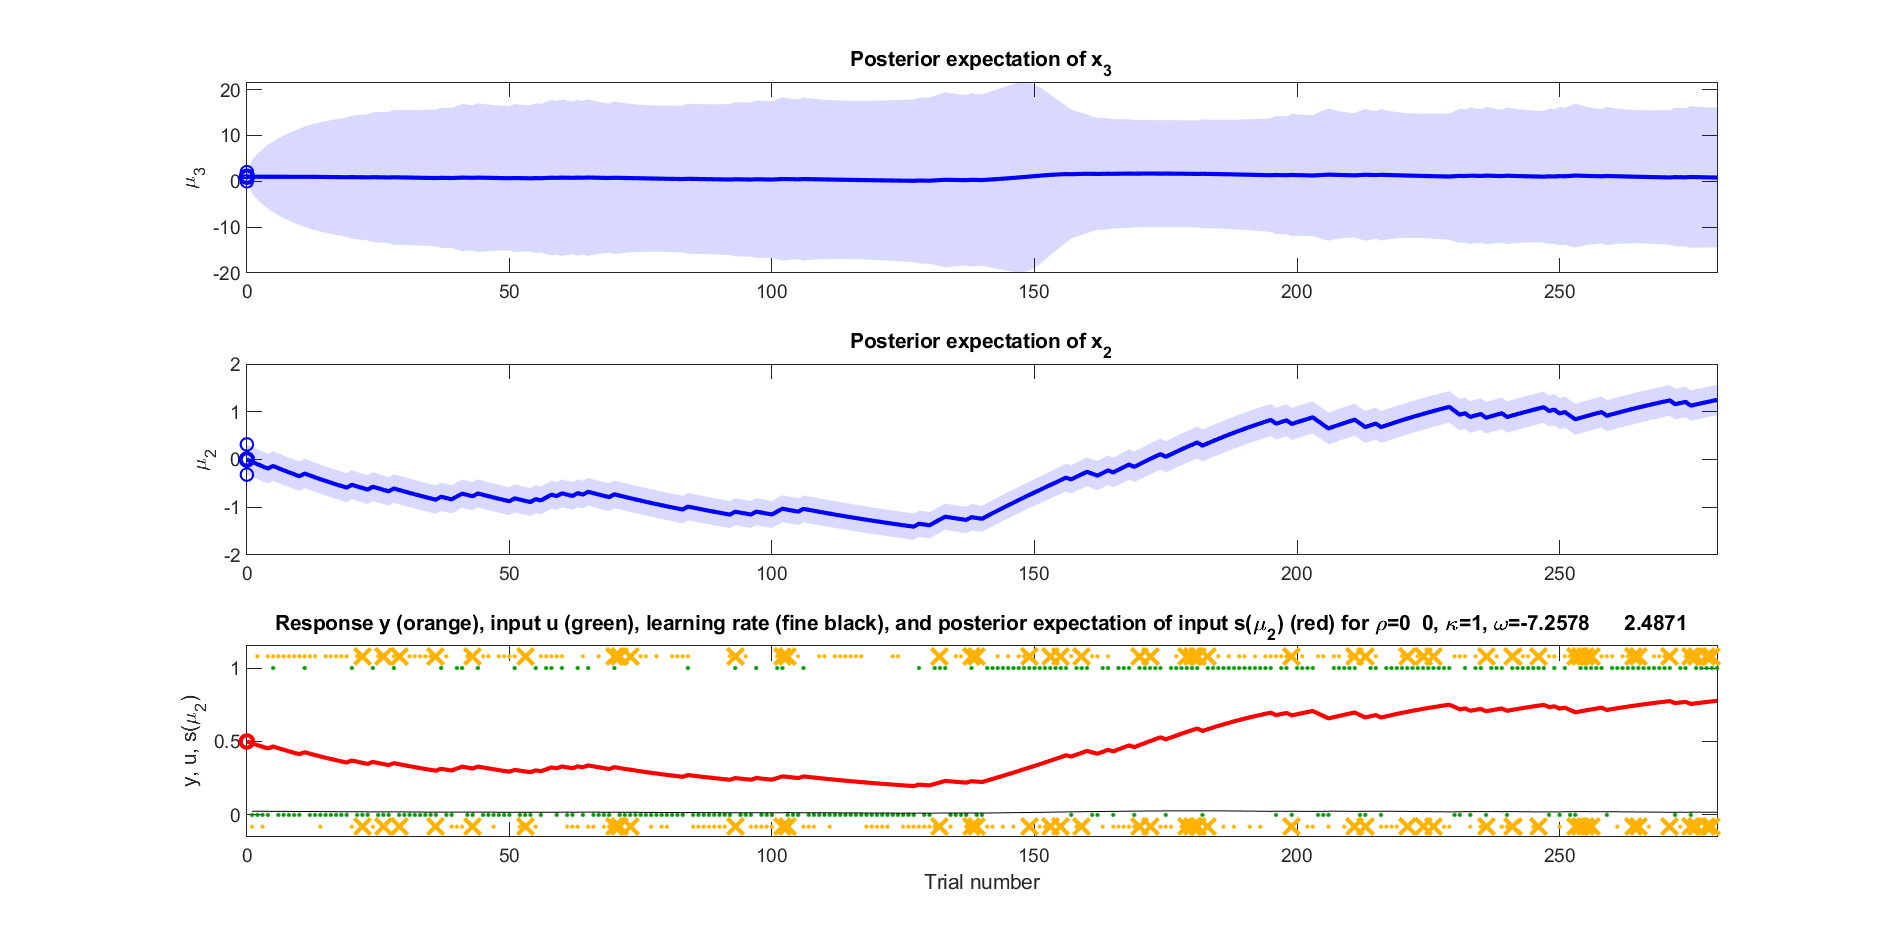 Posterior expectation of x3
μ3
20
10
0
-10
-20
0 50 100 150 200 250
Posterior expectation of x2
μ2
2
1
0
-1
-2
0 50 100 150 200 250
Response y (orange), input u (green), learning rate (fine black), and posterior expectation of input s(μ2) (red) for ρ=0 0, κ=1, ω=-7.2578 2.4871
y, u, s(μ2)
1
0.5
0
0 50 100 150 200 250
Trial number